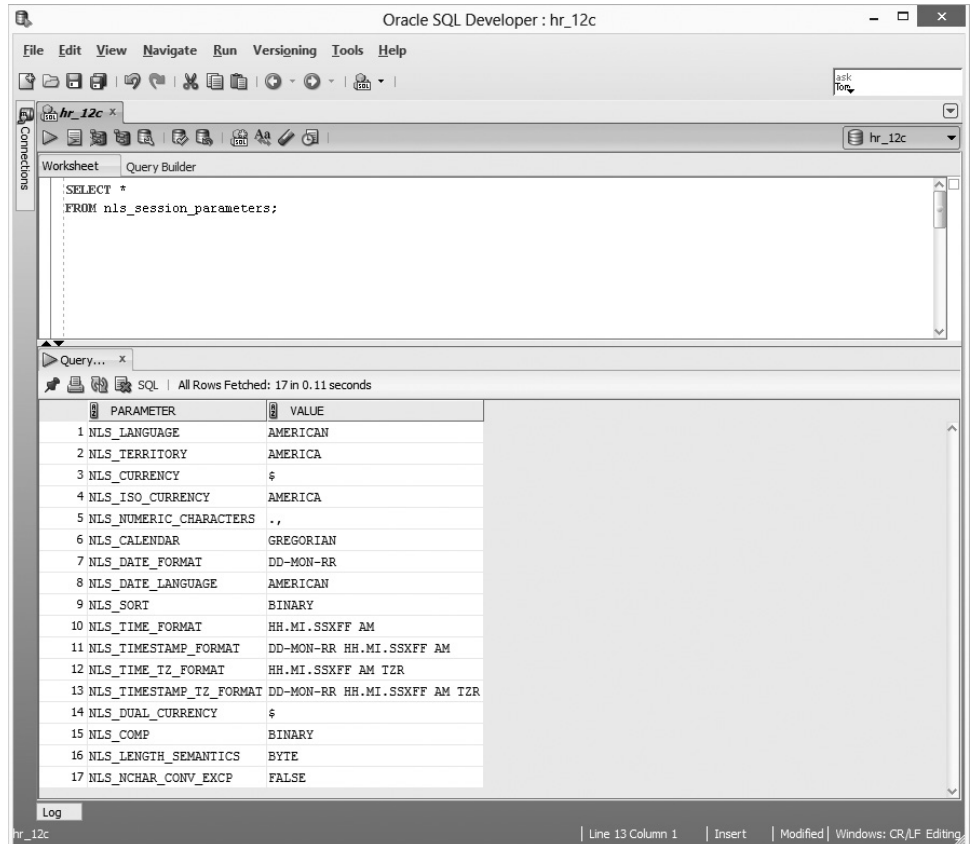 Oracle SQL Developer : hr_12c
File Edit View Navigate Run Versioning Tools Help
ask
Tom
hr_12c
hr_12c
Connections
Worksheet Query Builder
SELECT *
FROM nls_session_parameters;
Query...
SQL | All Rows Fetched: 17 in 0.11 seconds
PARAMETER VALUE
1 NLS_LANGUAGE AMERICAN
2 NLS_TERRITORY AMERICA
3 NLS_CURRENCY $
4 NLS_ISO_CURRENCY AMERICA
5 NLS_NUMERIC_CHARACTERS .,
6 NLS_CALENDAR GREGORIAN
7 NLS_DATE_FORMAT DD-MON-RR
8 NLS_DATE_LANGUAGE AMERICAN
9 NLS_SORT BINARY
10 NLS_TIME_FORMAT HH.MI.SSXFF AM
11 NLS_TIMESTAMP_FORMAT DD-MON-RR HH.MI.SSXFF AM
12 NLS_TIME_TZ_FORMAT HH.MI.SSXFF AM TZR
13 NLS_TIMESTAMP_TZ_FORMAT DD-MON-RR HH.MI.SSXFF AM TZR
14 NLS_DUAL_CURRENCY $
15 NLS_COMP BINARY
16 NLS_LENGTH_SEMANTICS BYTE
17 NLS_NCHAR_CONV_EXCP FALSE
Log
hr_12c | Line 13 Column 1 | Insert | Modified | Windows: CR/LF Editing